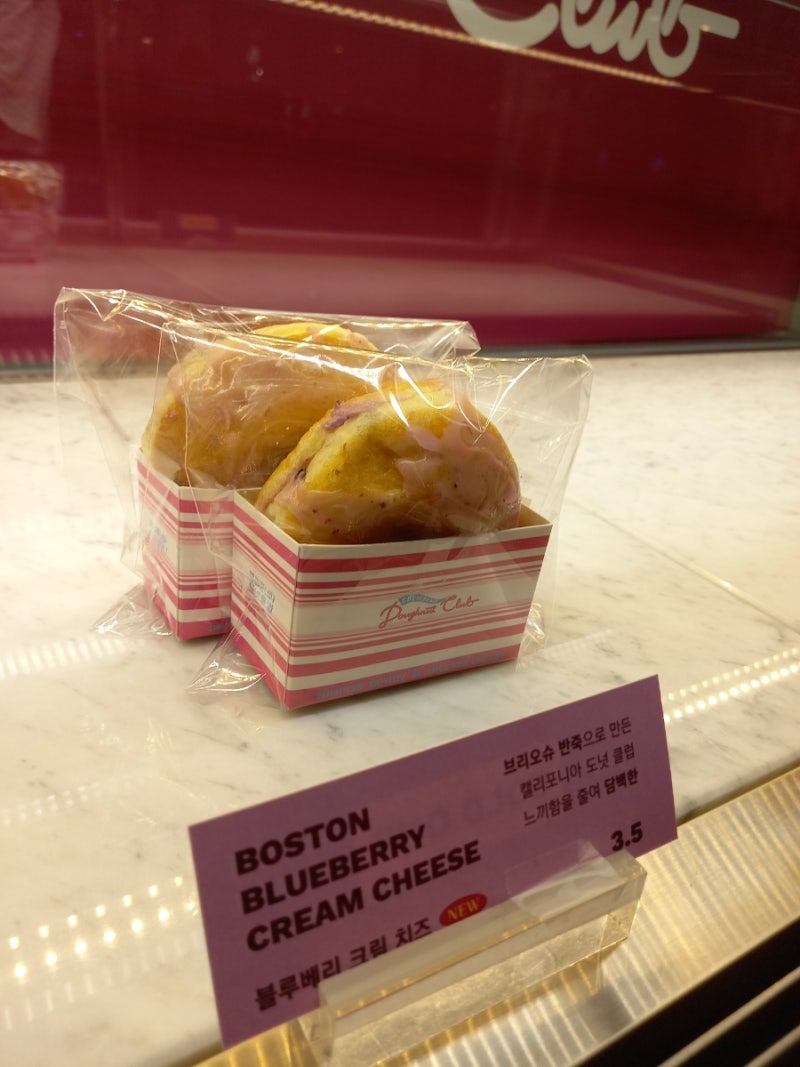 Club
Doughnut Club
브리오슈 반죽으로 만든
캘리포니아 도넛 클럽
느끼함을 줄여 담백한
3.5
BOSTON
BLUEBERRY
CREAM CHEESE
NEW
블루베리 크림 치즈